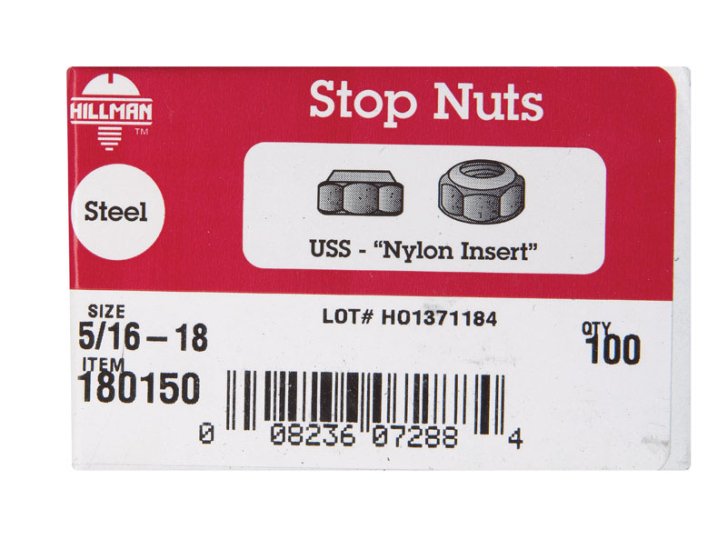 HILLMAN
TM
Stop Nuts
Steel
USS - “Nylon Insert”
SIZE
5/16 – 18
LOT# HO1371184
QTY
100
ITEM
180150
0 08236 07288 4